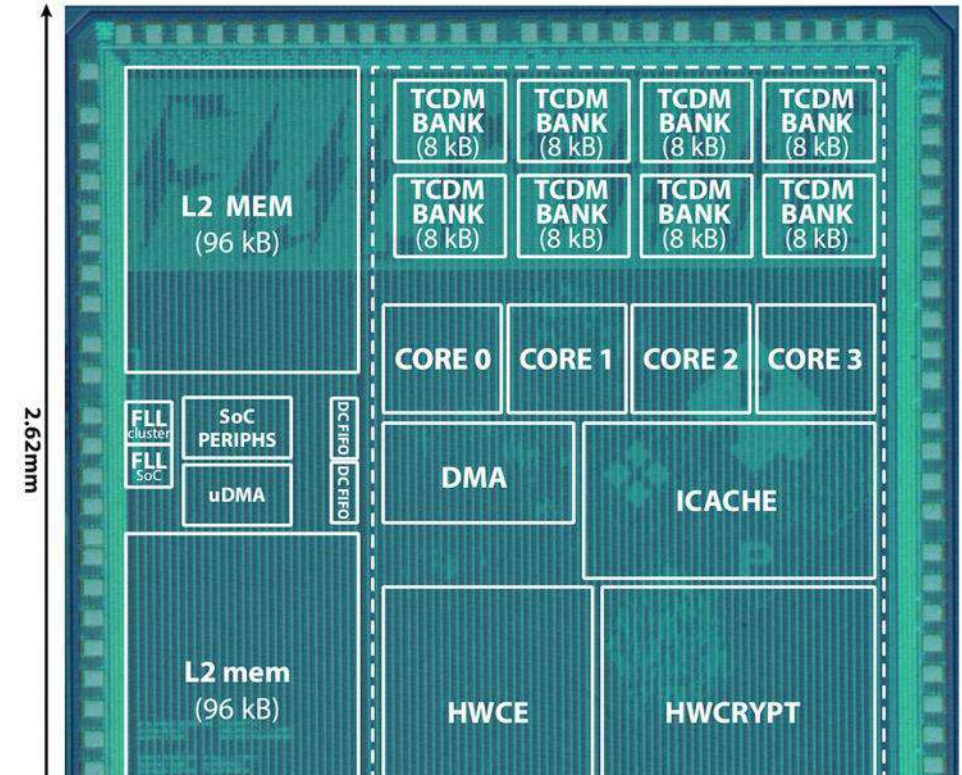 TCDM
BANK
(8 kB)
TCDM
BANK
(8 kB)
TCDM
BANK
(8 kB)
TCDM
BANK
(8 kB)
L2 MEM
(96 kB)
TCDM
BANK
(8 kB)
TCDM
BANK
(8 kB)
TCDM
BANK
(8 kB)
TCDM
BANK
(8 kB)
CORE 0
CORE 1
CORE 2
CORE 3
2.62mm
FLL
cluster
FLL
SoC
SoC
PERIPHS
uDMA
DC FIFO
DC FIFO
DMA
ICACHE
L2 mem
(96 kB)
HWCE
HWCRYPT
P